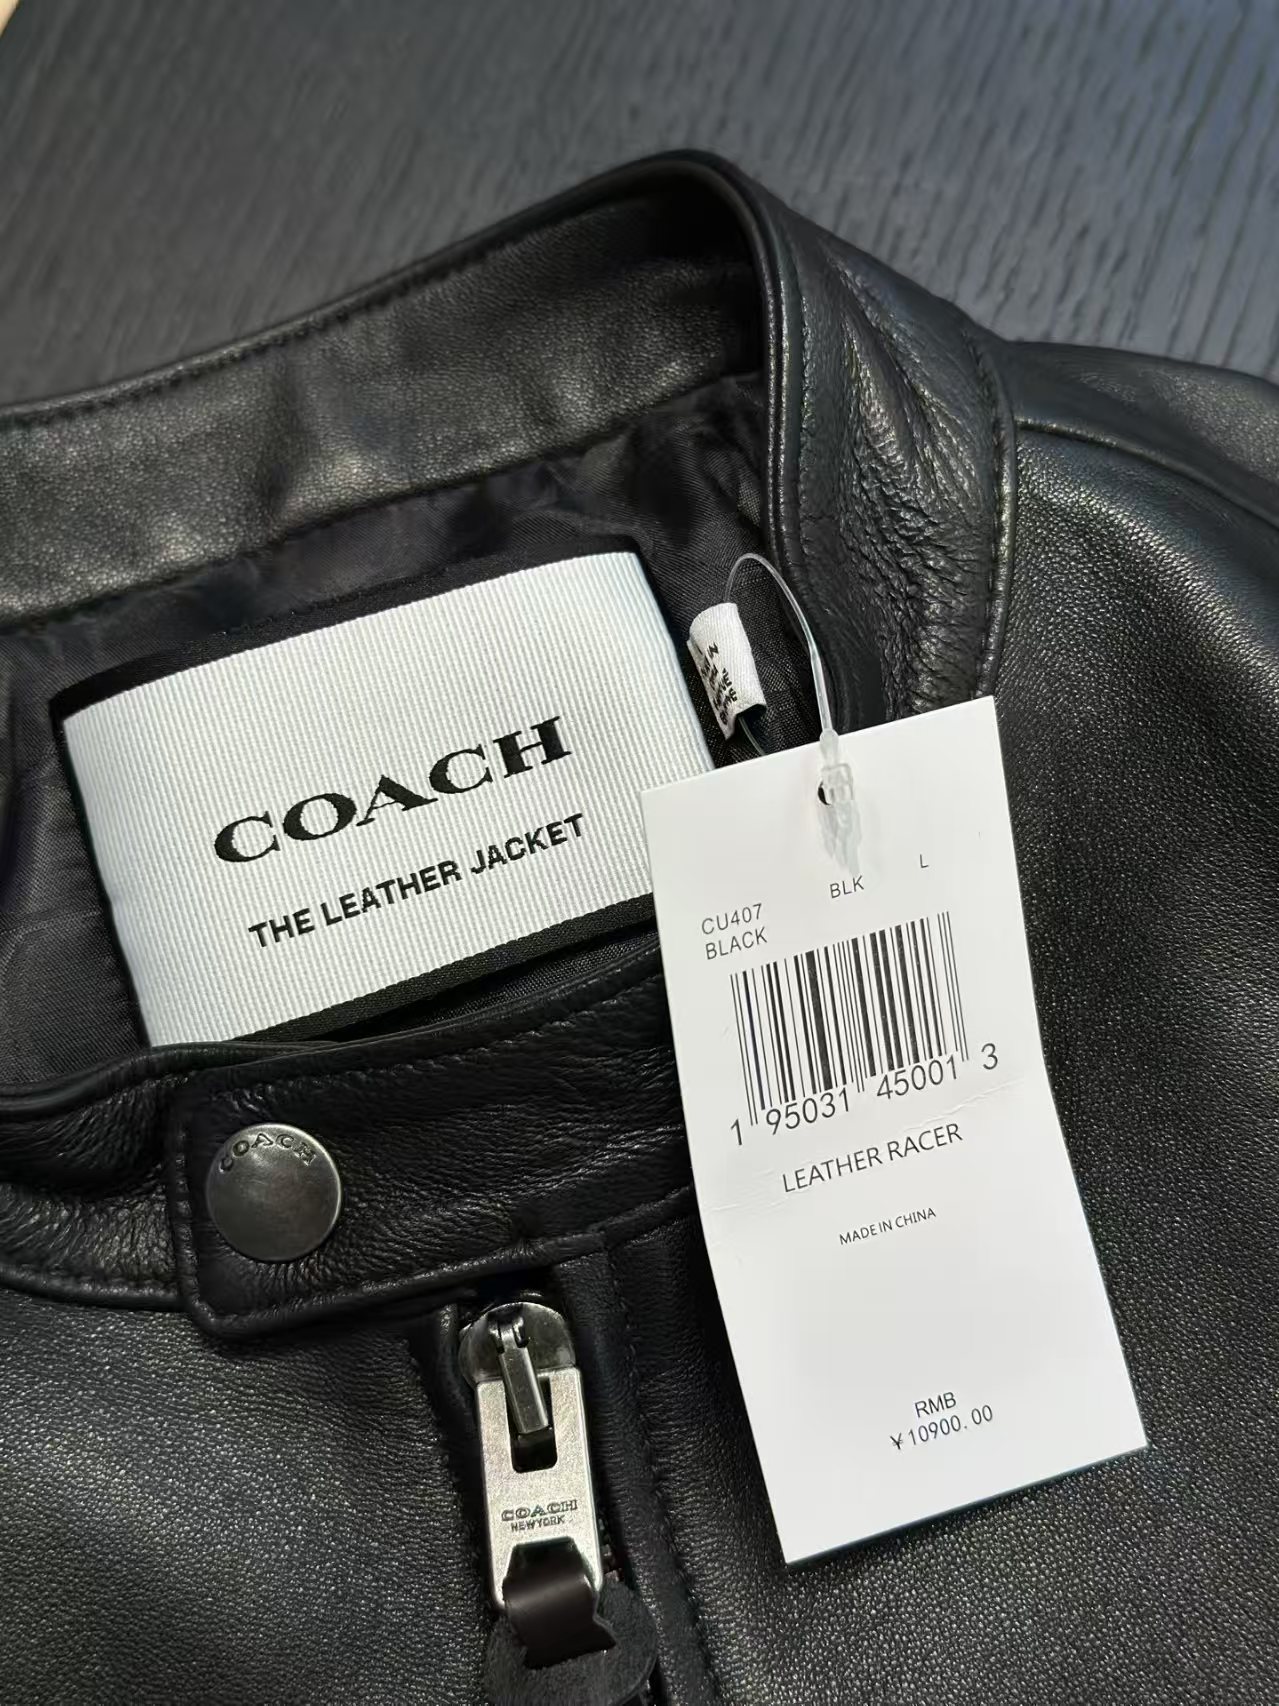 COACH
THE LEATHER JACKET
BLK L
CU407
BLACK
1 95031 45001 3
LEATHER RACER
MADE IN CHINA
RMB
¥10900.00
COACH
COACH
NEW YORK